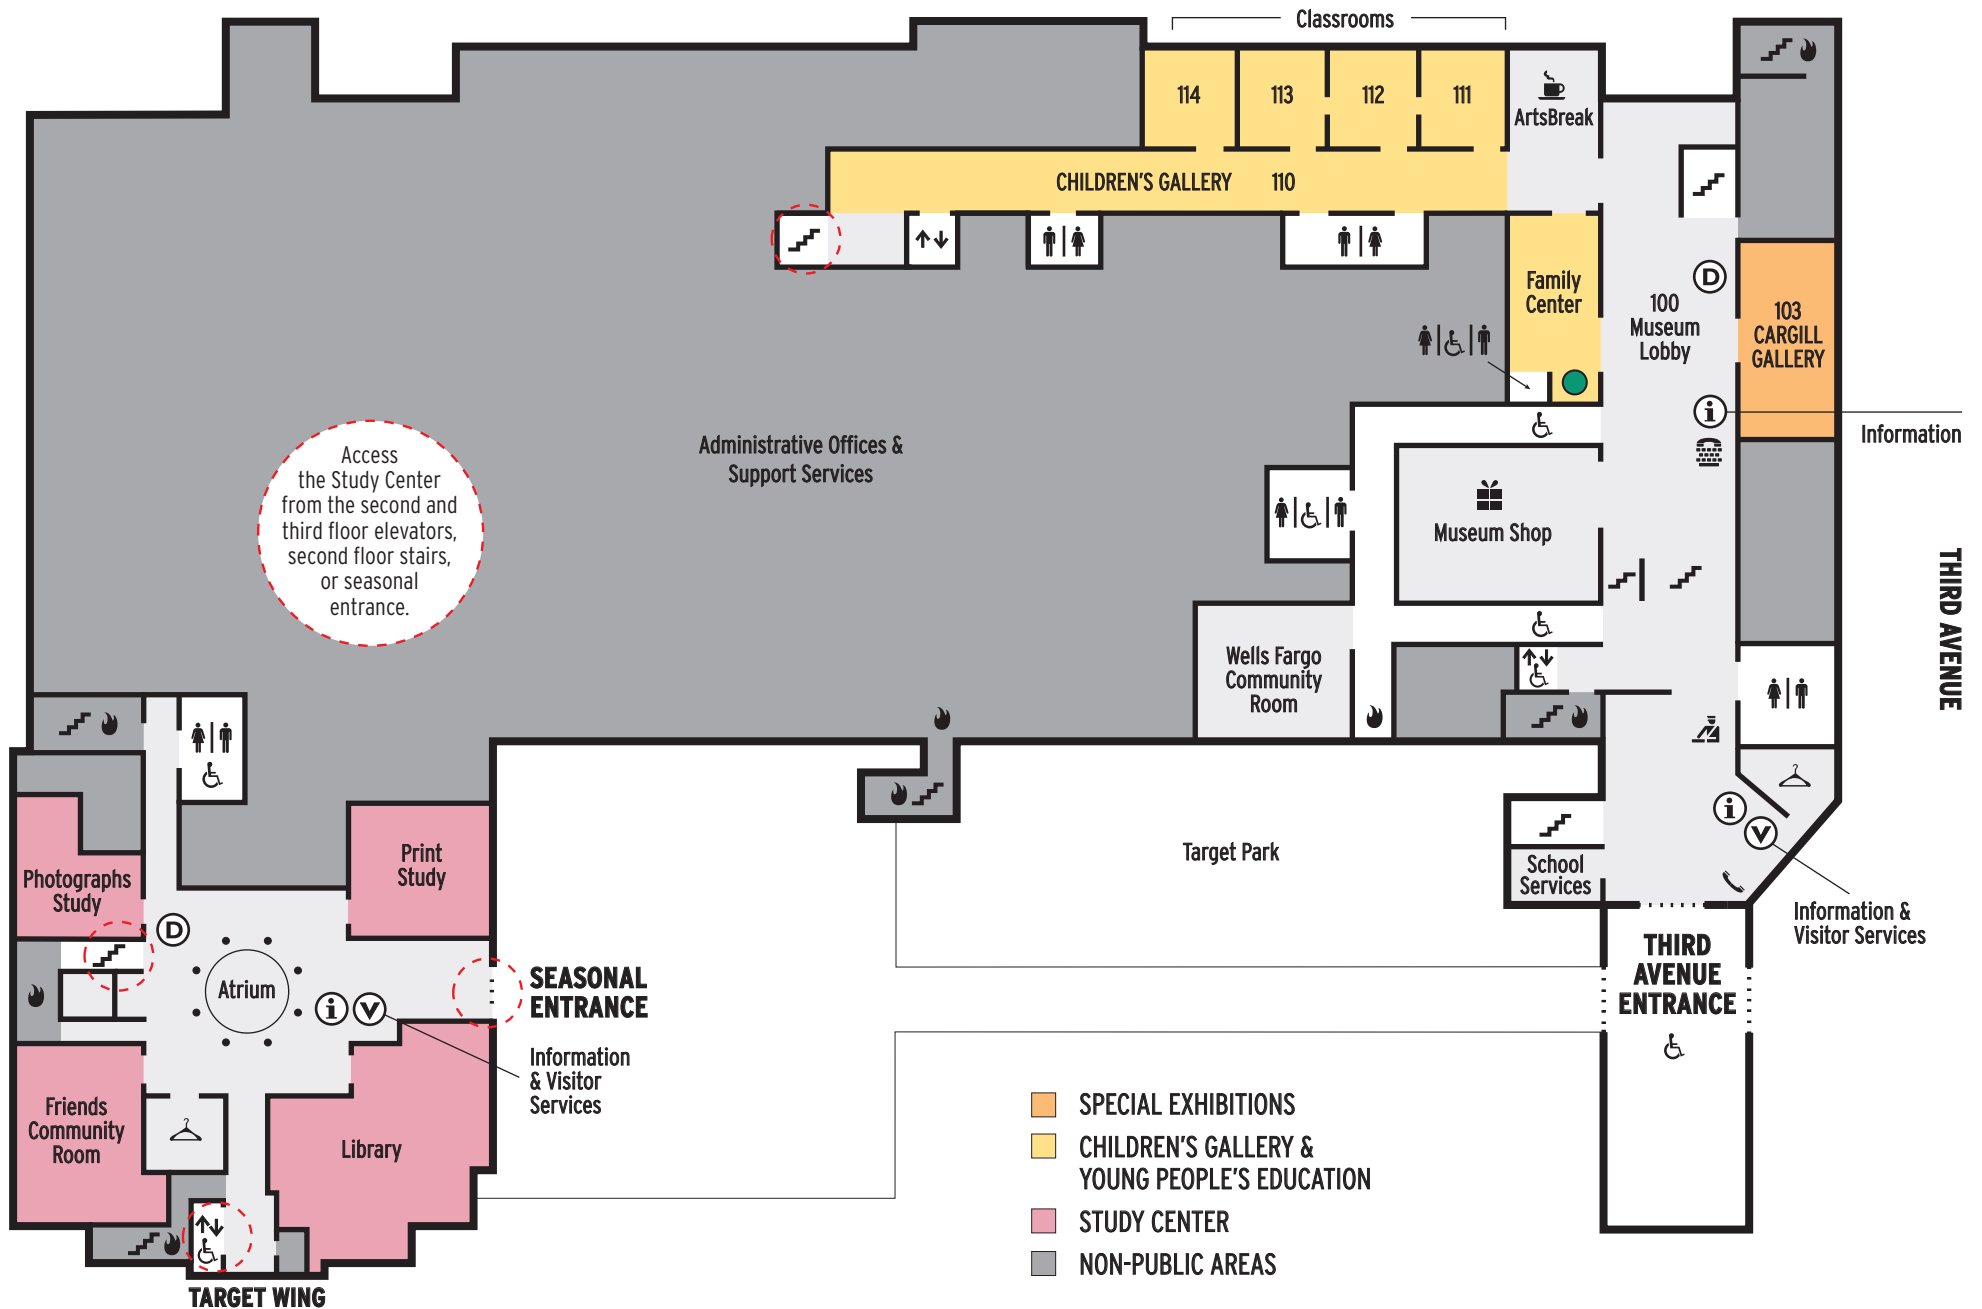 Classrooms
114
113
112
111
ArtsBreak
CHILDREN'S GALLERY 110
Family
Center
D
100
Museum
Lobby
103
CARGILL
GALLERY
i
Information
Administrative Offices &
Support Services
Access
the Study Center
from the second and
third floor elevators,
second floor stairs,
or seasonal
entrance.
Museum Shop
THIRD AVENUE
Wells Fargo
Community
Room
Target Park
School
Services
i
V
Information &
Visitor Services
THIRD
AVENUE
ENTRANCE
Print
Study
Photographs
Study
D
Atrium
i
V
SEASONAL
ENTRANCE
Information
& Visitor
Services
Friends
Community
Room
Library
TARGET WING
SPECIAL EXHIBITIONS
CHILDREN'S GALLERY &
YOUNG PEOPLE'S EDUCATION
STUDY CENTER
NON-PUBLIC AREAS